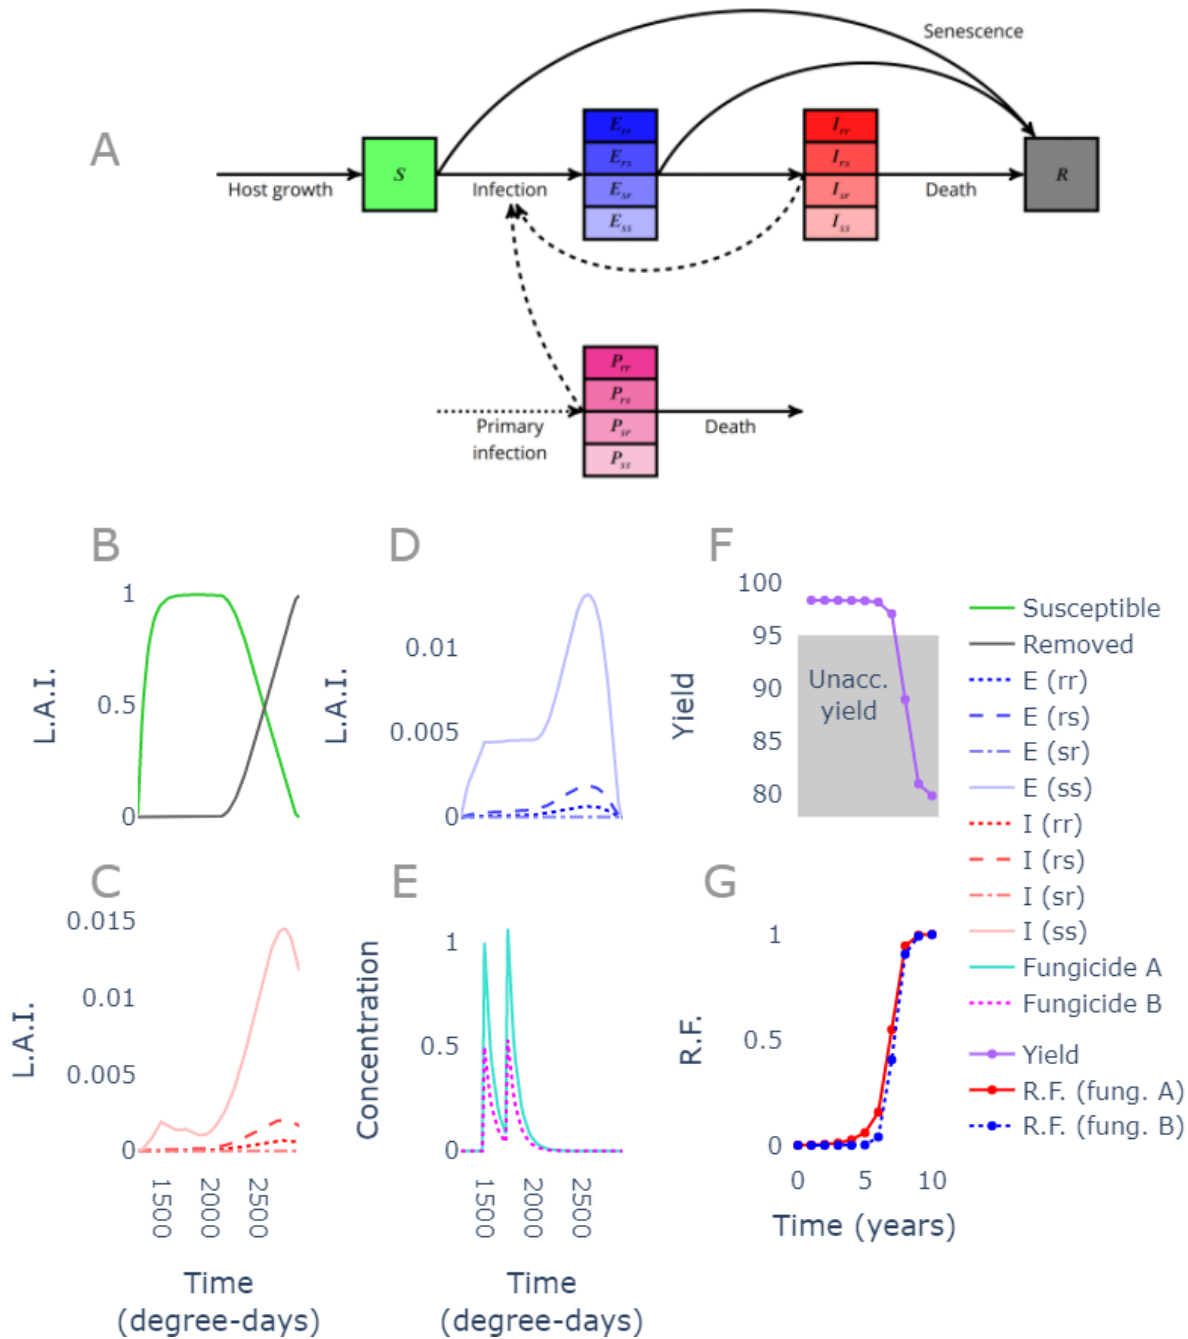 A
Senescence
Host growth
S
Infection
E_rr
E_rs
E_sr
E_ss
I_rr
I_rs
I_sr
I_ss
Death
R
P_rr
P_rs
P_sr
P_ss
Primary
infection
Death
B
L.A.I.
1
0.5
0
D
L.A.I.
0.01
0.005
0
F
Yield
100
95
90
85
80
Unacc.
yield
C
L.A.I.
0.015
0.01
0.005
0
1500
2000
2500
Time
(degree-days)
E
Concentration
1
0.5
0
1500
2000
2500
Time
(degree-days)
G
R.F.
1
0.5
0
0
5
10
Time (years)
Susceptible
Removed
E (rr)
E (rs)
E (sr)
E (ss)
I (rr)
I (rs)
I (sr)
I (ss)
Fungicide A
Fungicide B
Yield
R.F. (fung. A)
R.F. (fung. B)